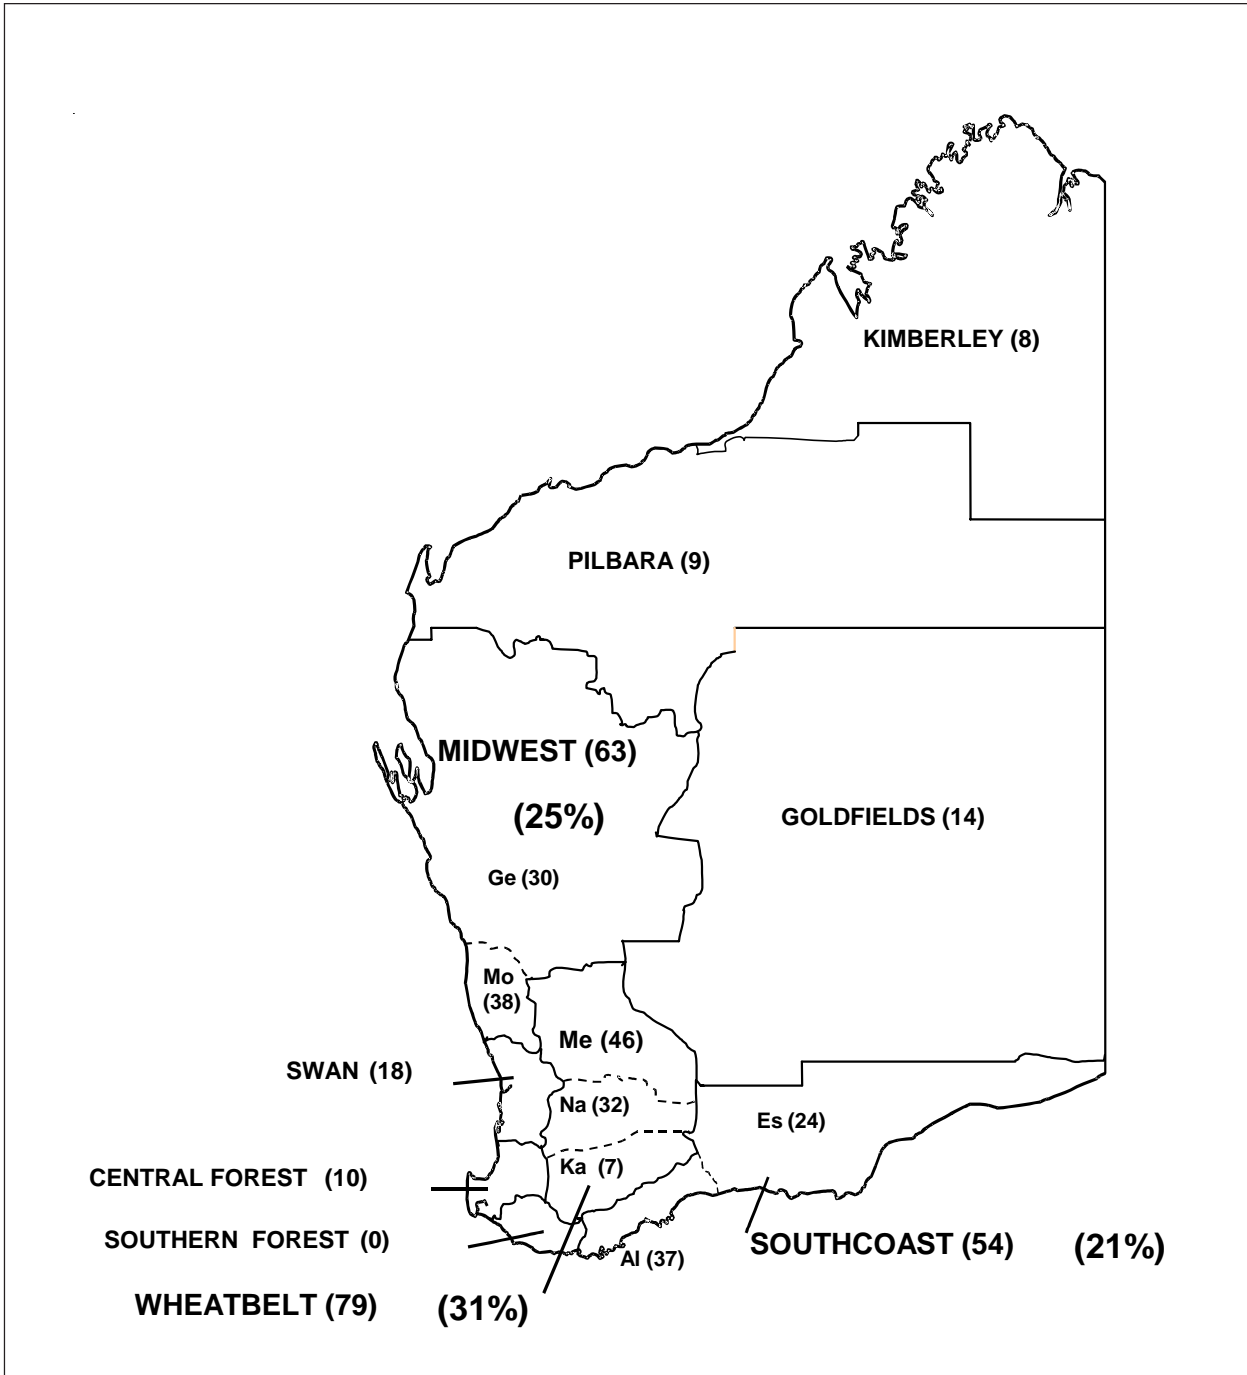 KIMBERLEY (8)
PILBARA (9)
MIDWEST (63)
(25%)
GOLDFIELDS (14)
Ge (30)
Mo
(38)
Me (46)
SWAN (18)
Na (32)
Es (24)
Ka (7)
CENTRAL FOREST (10)
SOUTHERN FOREST (0)
SOUTHCOAST (54) (21%)
Al (37)
WHEATBELT (79) (31%)